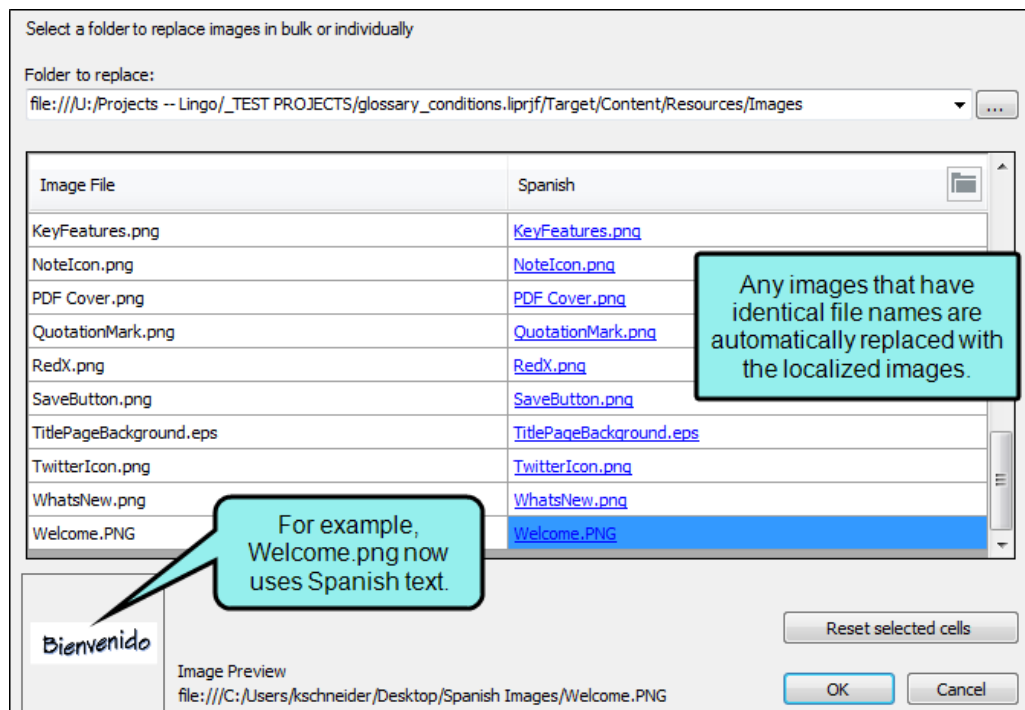 Select a folder to replace images in bulk or individually
Folder to replace:
file:///U:/Projects -- Lingo/_TEST PROJECTS/glossary_conditions.liprjf/Target/Content/Resources/Images
...
Image File Spanish
KeyFeatures.png KeyFeatures.png
NoteIcon.png NoteIcon.png
PDF Cover.png PDF Cover.png
QuotationMark.png QuotationMark.png
RedX.png RedX.png
SaveButton.png SaveButton.png
TitlePageBackground.eps TitlePageBackground.eps
TwitterIcon.png TwitterIcon.png
WhatsNew.png WhatsNew.png
Welcome.PNG Welcome.PNG
Any images that have
identical file names are
automatically replaced with
the localized images.
For example,
Welcome.png now
uses Spanish text.
Bienvenido
Reset selected cells
Image Preview
file:///C:/Users/kschneider/Desktop/Spanish Images/Welcome.PNG
OK Cancel